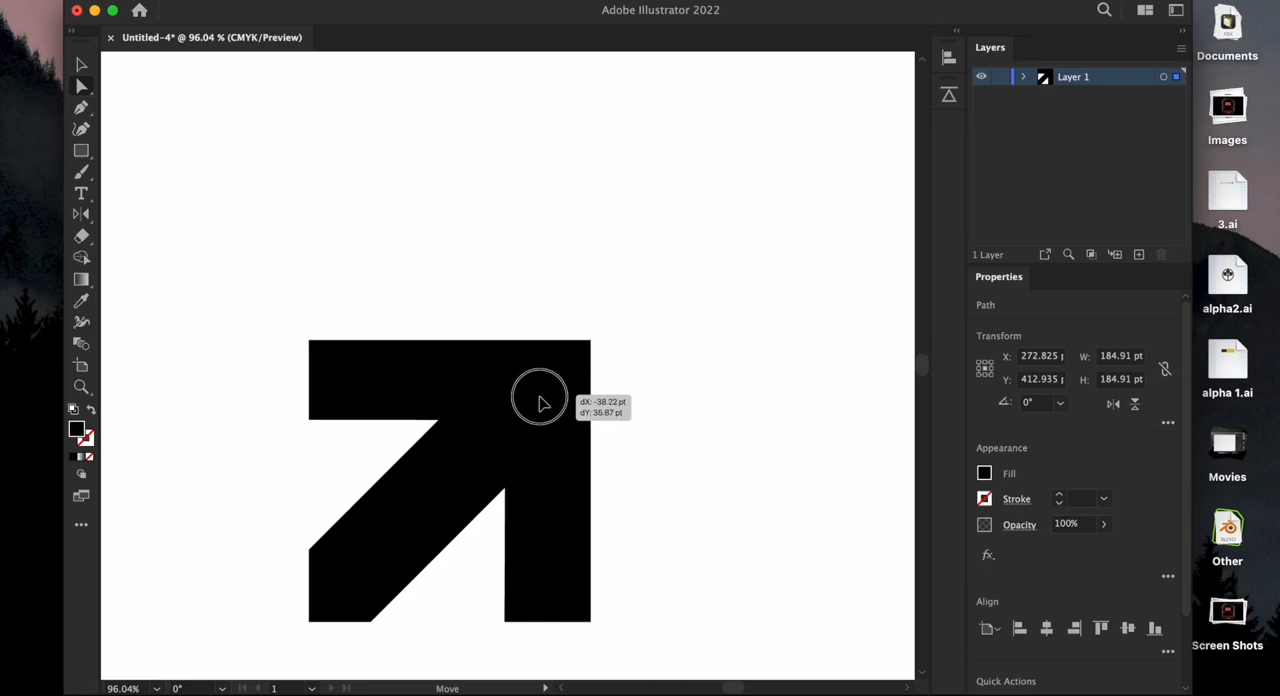 Adobe Illustrator 2022
Untitled-4* @ 96.04 % (CMYK/Preview)
Layers
Layer 1
1 Layer
Properties
Path
Transform
X: 272.825 W: 184.91 pt
Y: 412.935 H: 184.91 pt
0°
Appearance
Fill
Stroke
Opacity 100%
fx.
Align
Quick Actions
dX: -38.22 pt
dY: 35.87 pt
96.04% 0° 1 Move
Documents
Images
3.ai
alpha2.ai
alpha 1.ai
Movies
Other
Screen Shots